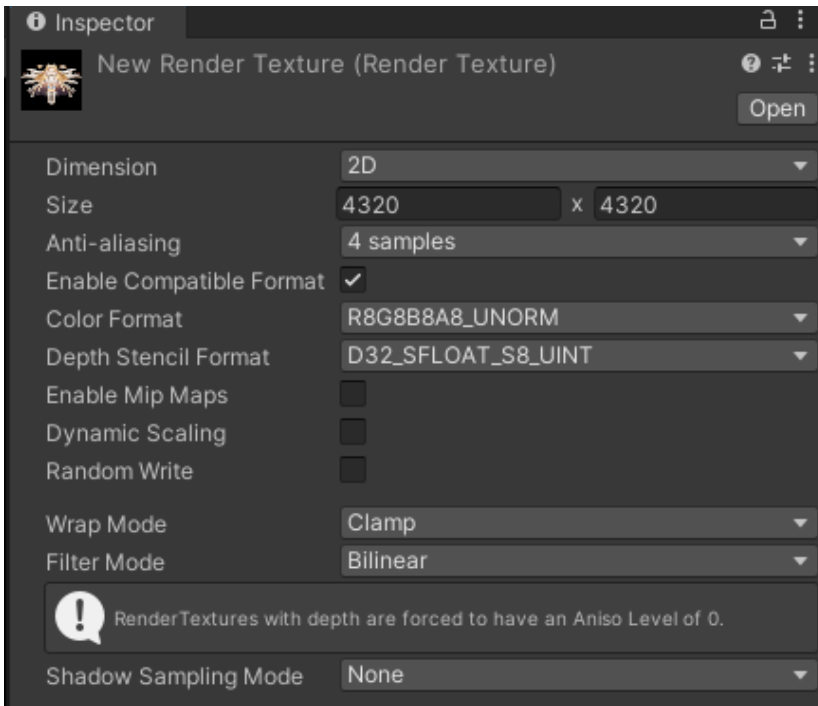 Inspector
New Render Texture (Render Texture)
Open
Dimension 2D
Size 4320 x 4320
Anti-aliasing 4 samples
Enable Compatible Format
Color Format R8G8B8A8_UNORM
Depth Stencil Format D32_SFLOAT_S8_UINT
Enable Mip Maps
Dynamic Scaling
Random Write
Wrap Mode Clamp
Filter Mode Bilinear
RenderTextures with depth are forced to have an Aniso Level of 0.
Shadow Sampling Mode None